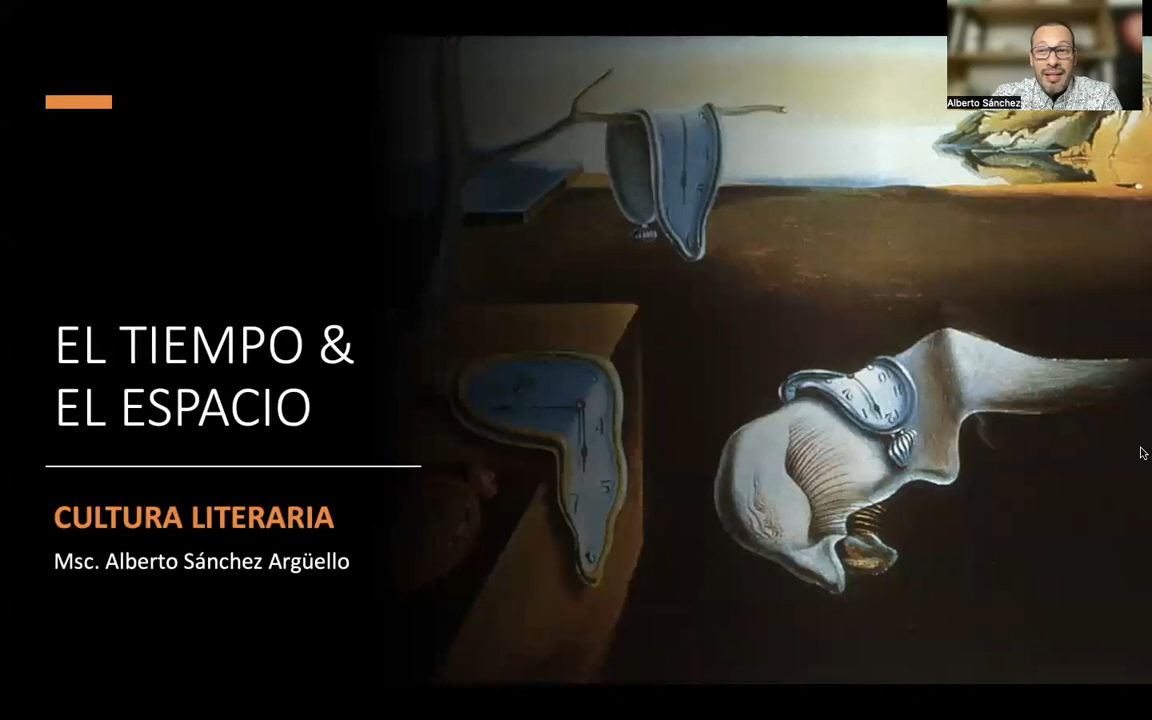 Alberto Sánchez
EL TIEMPO &
EL ESPACIO
CULTURA LITERARIA
Msc. Alberto Sánchez Argüello